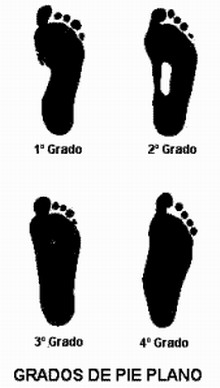 1º Grado
2º Grado
3º Grado
4º Grado
GRADOS DE PIE PLANO